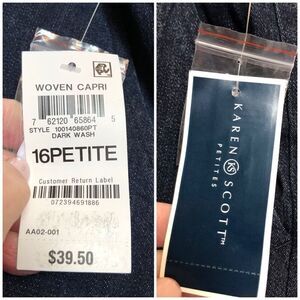 WOVEN CAPRI
7 62120 65864 5
STYLE 100140860PT
DARK WASH
16PETITE
Customer Return Label
072394691886
AA02-001
$39.50
KAREN KS SCOTT™
PETITES